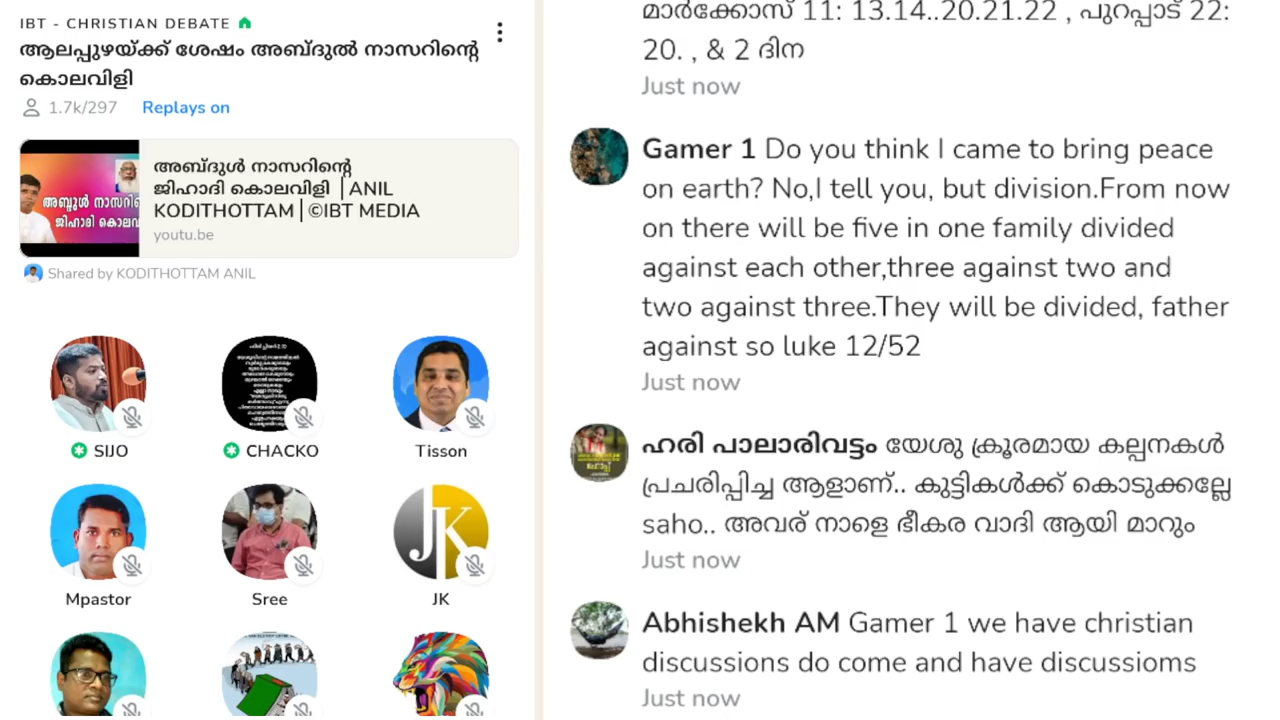 IBT - CHRISTIAN DEBATE
ആലപ്പുഴയ്ക്ക് ശേഷം അബ്ദുൽ നാസറിന്റെ
കൊലവിളി
1.7k/297 Replays on
അബ്ദുൾ നാസറിന്റെ
ജിഹാദി കൊലവിളി │ANIL
KODITHOTTAM│©IBT MEDIA
youtu.be
അബ്ദുൾ നാസറി
ജിഹാദി കൊലവ
Shared by KODITHOTTAM ANIL
SIJO
CHACKO
Tisson
Mpastor
Sree
JK
JK
മാർക്കോസ് 11: 13.14..20.21.22 , പുറപ്പാട് 22:
20. , & 2 ദിന
Just now
Gamer 1 Do you think I came to bring peace
on earth? No,I tell you, but division.From now
on there will be five in one family divided
against each other,three against two and
two against three.They will be divided, father
against so luke 12/52
Just now
ഹരി പാലാരിവട്ടം യേശു ക്രൂരമായ കല്പനകൾ
പ്രചരിപ്പിച്ച ആളാണ്.. കുട്ടികൾക്ക് കൊടുക്കല്ലേ
saho.. അവര് നാളെ ഭീകര വാദി ആയി മാറും
Just now
Abhishekh AM Gamer 1 we have christian
discussions do come and have discussioms
Just now